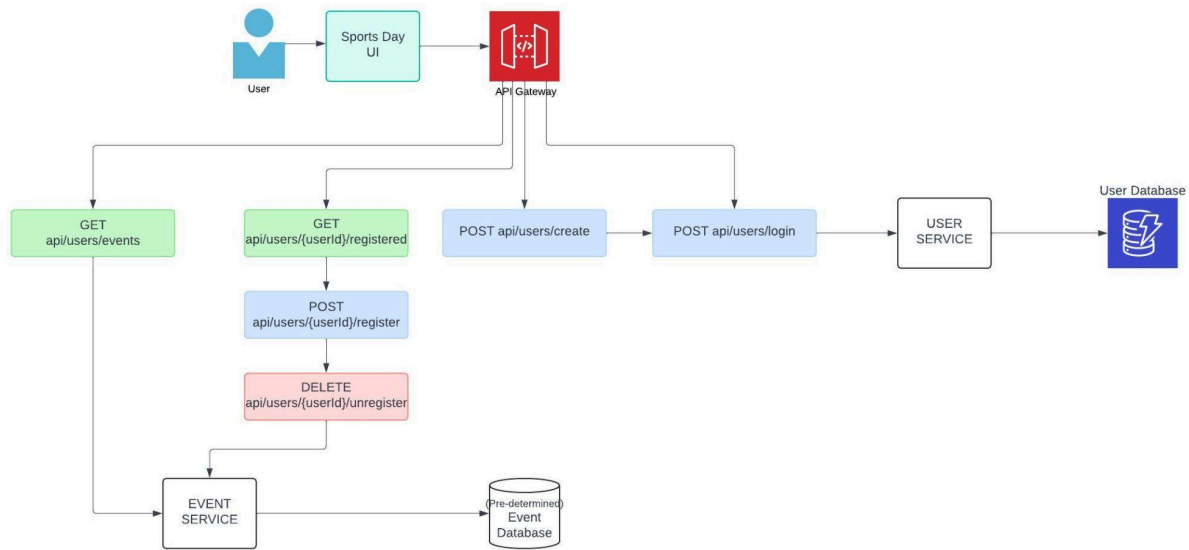 Sports Day
UI
User
API Gateway
GET
api/users/events
GET
api/users/{userId}/registered
POST api/users/create
POST api/users/login
USER
SERVICE
User Database
POST
api/users/{userId}/register
DELETE
api/users/{userId}/unregister
EVENT
SERVICE
(Pre-determined)
Event
Database